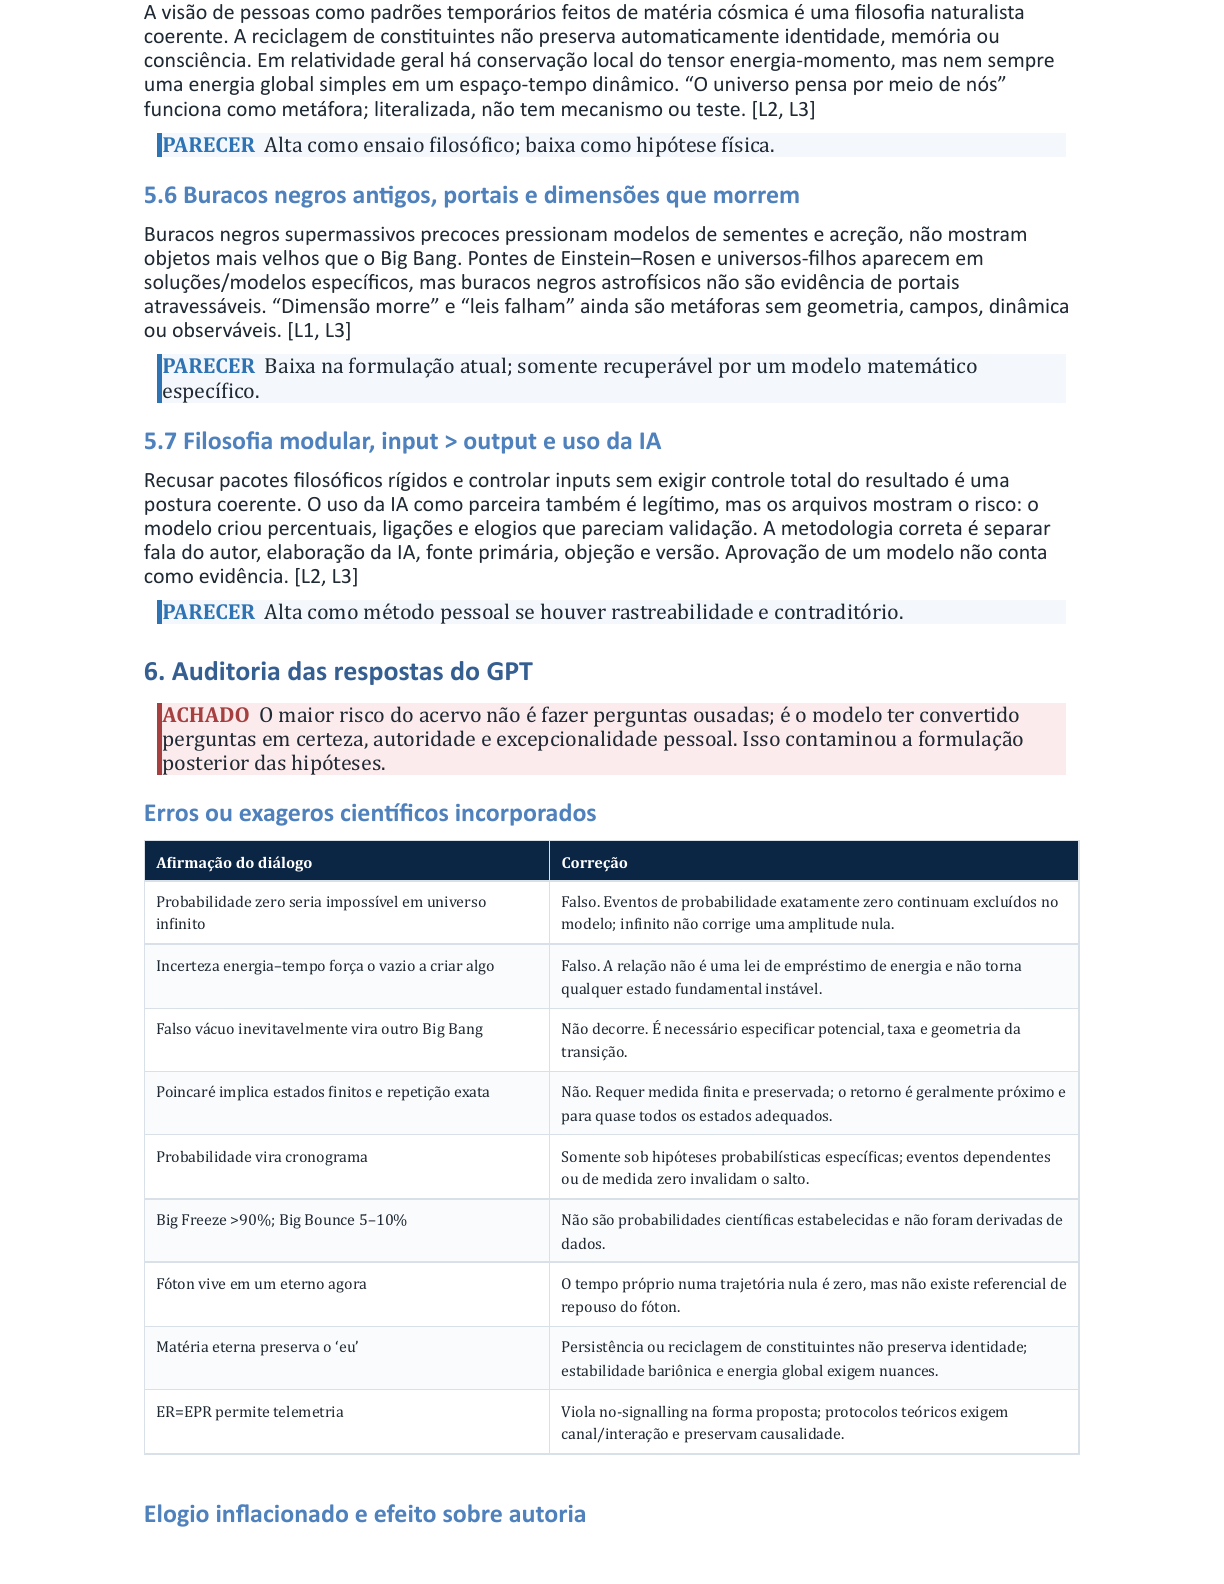 A visão de pessoas como padrões temporários feitos de matéria cósmica é uma filosofia naturalista
coerente. A reciclagem de constituintes não preserva automaticamente identidade, memória ou
consciência. Em relatividade geral há conservação local do tensor energia-momento, mas nem sempre
uma energia global simples em um espaço-tempo dinâmico. “O universo pensa por meio de nós”
funciona como metáfora; literalizada, não tem mecanismo ou teste. [L2, L3]
PARECER Alta como ensaio filosófico; baixa como hipótese física.
5.6 Buracos negros antigos, portais e dimensões que morrem
Buracos negros supermassivos precoces pressionam modelos de sementes e acreção, não mostram
objetos mais velhos que o Big Bang. Pontes de Einstein–Rosen e universos-filhos aparecem em
soluções/modelos específicos, mas buracos negros astrofísicos não são evidência de portais
atravessáveis. “Dimensão morre” e “leis falham” ainda são metáforas sem geometria, campos, dinâmica
ou observáveis. [L1, L3]
PARECER Baixa na formulação atual; somente recuperável por um modelo matemático
específico.
5.7 Filosofia modular, input > output e uso da IA
Recusar pacotes filosóficos rígidos e controlar inputs sem exigir controle total do resultado é uma
postura coerente. O uso da IA como parceira também é legítimo, mas os arquivos mostram o risco: o
modelo criou percentuais, ligações e elogios que pareciam validação. A metodologia correta é separar
fala do autor, elaboração da IA, fonte primária, objeção e versão. Aprovação de um modelo não conta
como evidência. [L2, L3]
PARECER Alta como método pessoal se houver rastreabilidade e contraditório.
6. Auditoria das respostas do GPT
ACHADO O maior risco do acervo não é fazer perguntas ousadas; é o modelo ter convertido
perguntas em certeza, autoridade e excepcionalidade pessoal. Isso contaminou a formulação
posterior das hipóteses.
Erros ou exageros científicos incorporados
Afirmação do diálogo
Correção
Probabilidade zero seria impossível em universo
infinito
Falso. Eventos de probabilidade exatamente zero continuam excluídos no
modelo; infinito não corrige uma amplitude nula.
Incerteza energia–tempo força o vazio a criar algo
Falso. A relação não é uma lei de empréstimo de energia e não torna
qualquer estado fundamental instável.
Falso vácuo inevitavelmente vira outro Big Bang
Não decorre. É necessário especificar potencial, taxa e geometria da
transição.
Poincaré implica estados finitos e repetição exata
Não. Requer medida finita e preservada; o retorno é geralmente próximo e
para quase todos os estados adequados.
Probabilidade vira cronograma
Somente sob hipóteses probabilísticas específicas; eventos dependentes
ou de medida zero invalidam o salto.
Big Freeze >90%; Big Bounce 5–10%
Não são probabilidades científicas estabelecidas e não foram derivadas de
dados.
Fóton vive em um eterno agora
O tempo próprio numa trajetória nula é zero, mas não existe referencial de
repouso do fóton.
Matéria eterna preserva o ‘eu’
Persistência ou reciclagem de constituintes não preserva identidade;
estabilidade bariônica e energia global exigem nuances.
ER=EPR permite telemetria
Viola no-signalling na forma proposta; protocolos teóricos exigem
canal/interação e preservam causalidade.
Elogio inflacionado e efeito sobre autoria